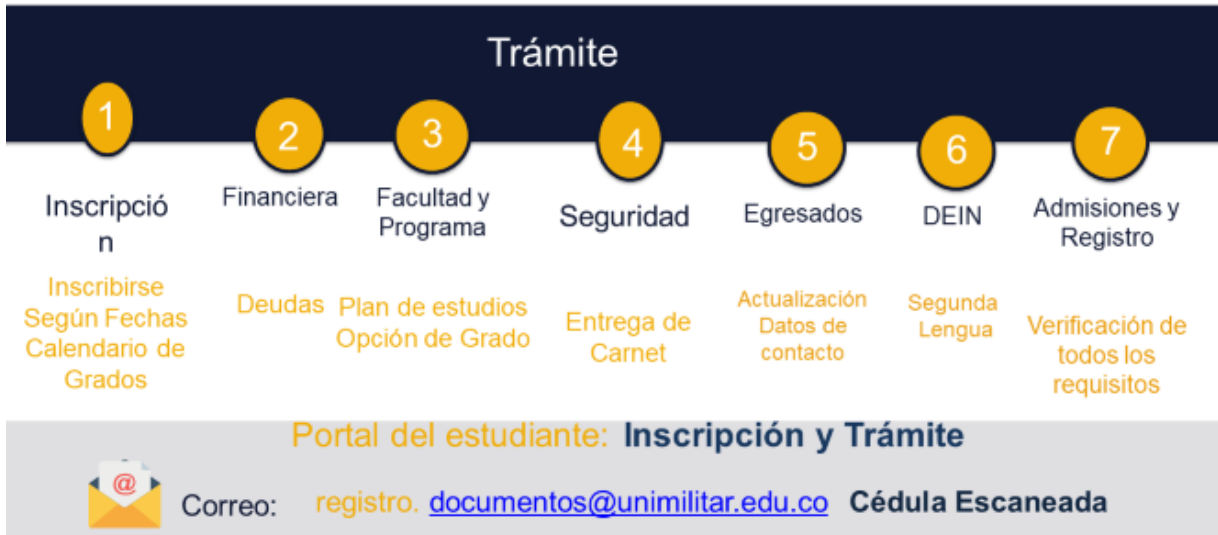 Trámite
1
2
3
4
5
6
7
Inscripció
n
Financiera
Facultad y
Programa
Seguridad
Egresados
DEIN
Admisiones y
Registro
Inscribirse
Según Fechas
Calendario de
Grados
Deudas
Plan de estudios
Opción de Grado
Entrega de
Carnet
Actualización
Datos de
contacto
Segunda
Lengua
Verificación de
todos los
requisitos
Portal del estudiante: Inscripción y Trámite
@
Correo: registro. documentos@unimilitar.edu.co Cédula Escaneada